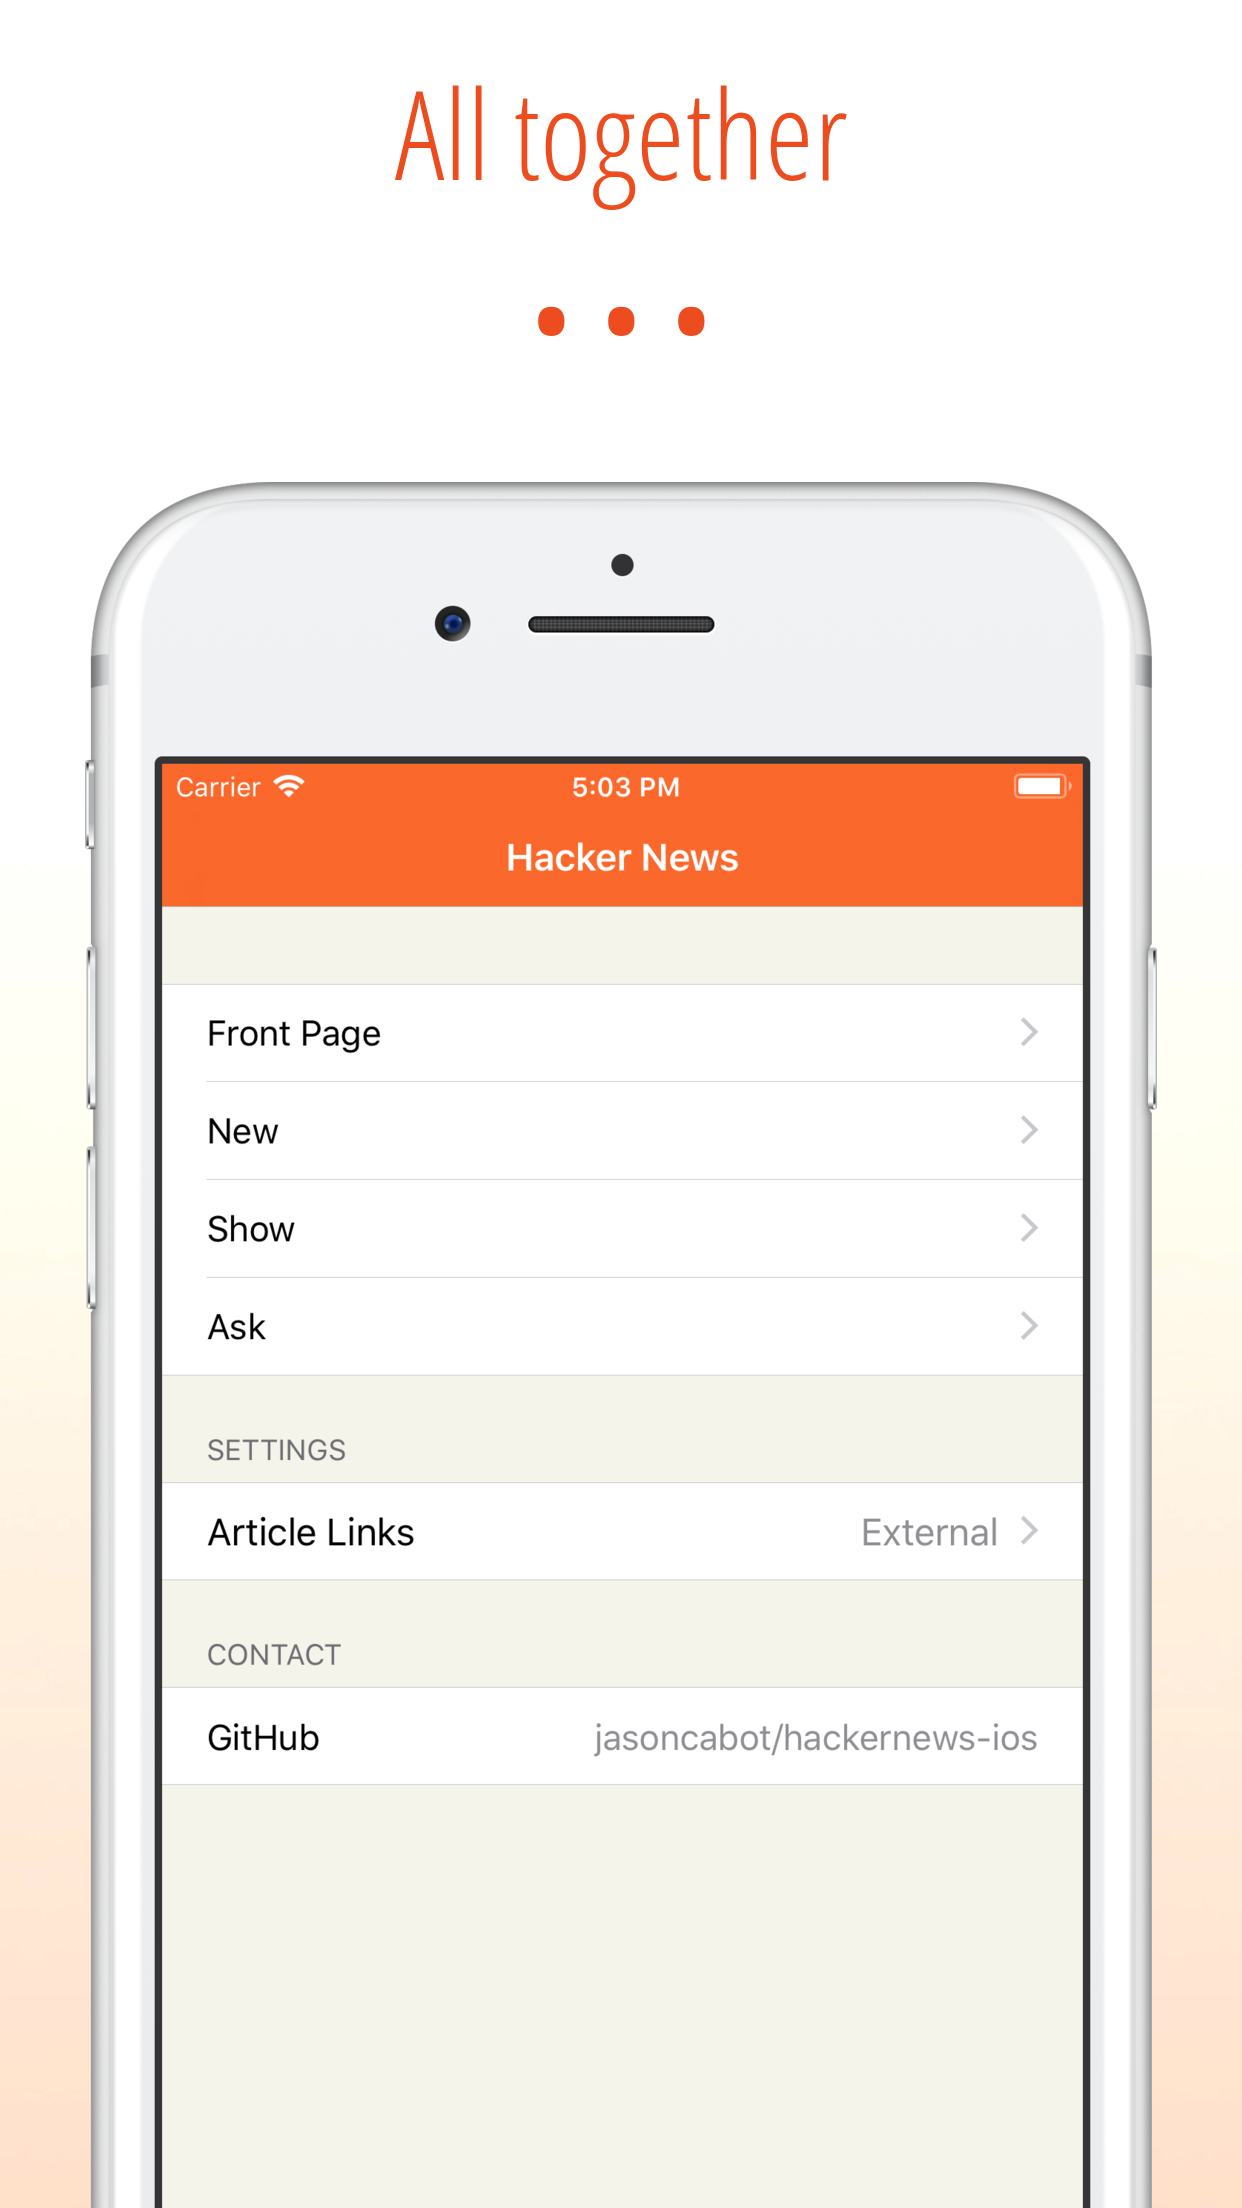 All together
Carrier 5:03 PM
Hacker News
Front Page
New
Show
Ask
SETTINGS
Article Links External
CONTACT
GitHub jasoncabot/hackernews-ios